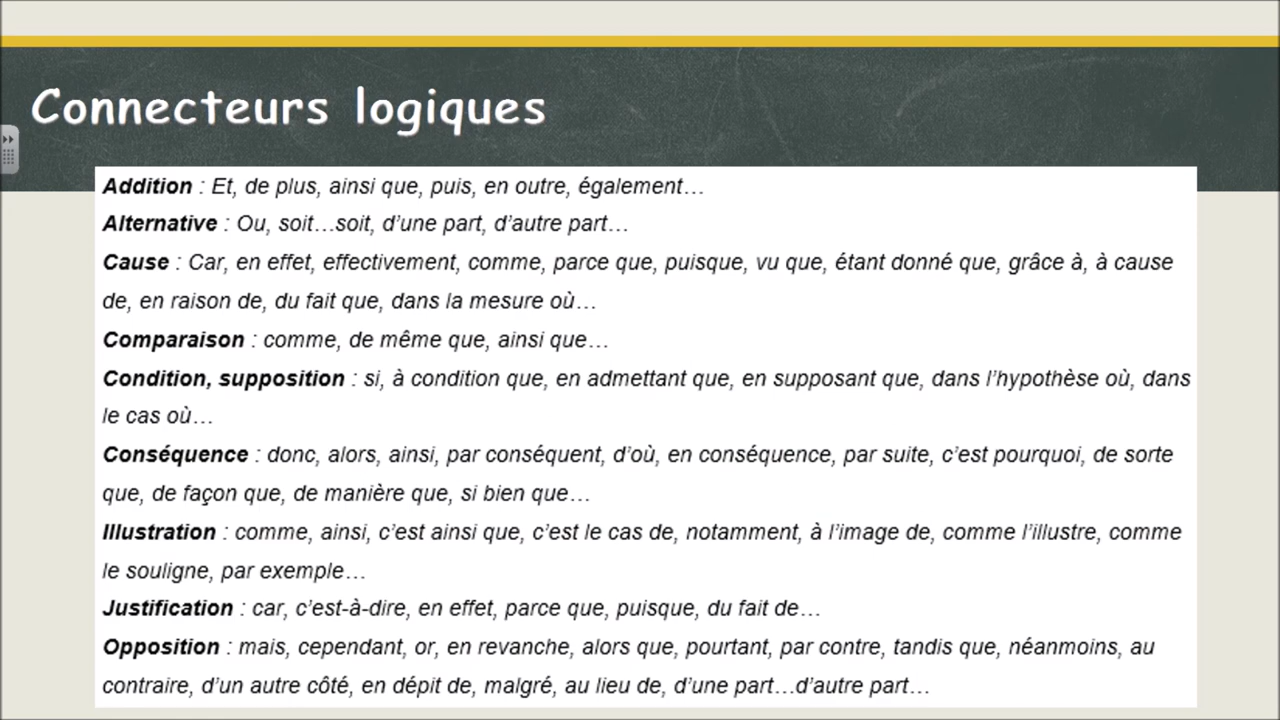 Connecteurs logiques
Addition : Et, de plus, ainsi que, puis, en outre, également…
Alternative : Ou, soit…soit, d’une part, d’autre part…
Cause : Car, en effet, effectivement, comme, parce que, puisque, vu que, étant donné que, grâce à, à cause
de, en raison de, du fait que, dans la mesure où…
Comparaison : comme, de même que, ainsi que…
Condition, supposition : si, à condition que, en admettant que, en supposant que, dans l’hypothèse où, dans
le cas où…
Conséquence : donc, alors, ainsi, par conséquent, d’où, en conséquence, par suite, c’est pourquoi, de sorte
que, de façon que, de manière que, si bien que…
Illustration : comme, ainsi, c’est ainsi que, c’est le cas de, notamment, à l’image de, comme l’illustre, comme
le souligne, par exemple…
Justification : car, c’est-à-dire, en effet, parce que, puisque, du fait de…
Opposition : mais, cependant, or, en revanche, alors que, pourtant, par contre, tandis que, néanmoins, au
contraire, d’un autre côté, en dépit de, malgré, au lieu de, d’une part…d’autre part…